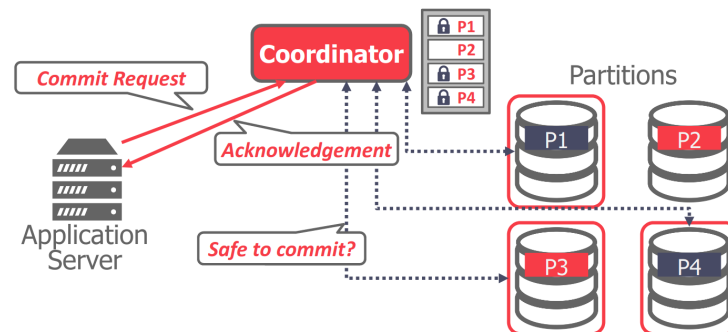 P1
P2
P3
P4
Coordinator
Commit Request
Partitions
P1
P2
Acknowledgement
Application
Server
Safe to commit?
P3
P4